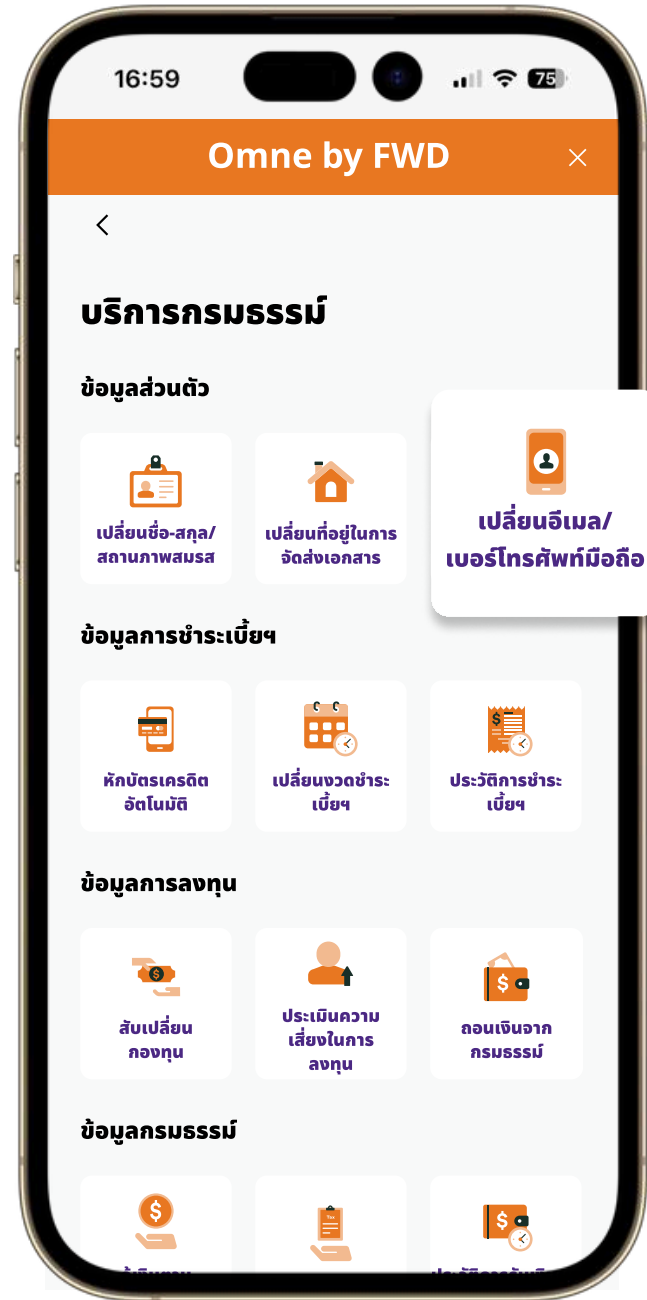 16:59
75
Omne by FWD
บริการกรมธรรม์
ข้อมูลส่วนตัว
เปลี่ยนชื่อ-สกุล/
สถานภาพสมรส
เปลี่ยนที่อยู่ในการ
จัดส่งเอกสาร
เปลี่ยนอีเมล/
เบอร์โทรศัพท์มือถือ
ข้อมูลการชำระเบี้ยฯ
หักบัตรเครดิต
อัตโนมัติ
เปลี่ยนงวดชำระ
เบี้ยฯ
ประวัติการชำระ
เบี้ยฯ
ข้อมูลการลงทุน
สับเปลี่ยน
กองทุน
ประเมินความ
เสี่ยงในการ
ลงทุน
ถอนเงินจาก
กรมธรรม์
ข้อมูลกรมธรรม์
Tax